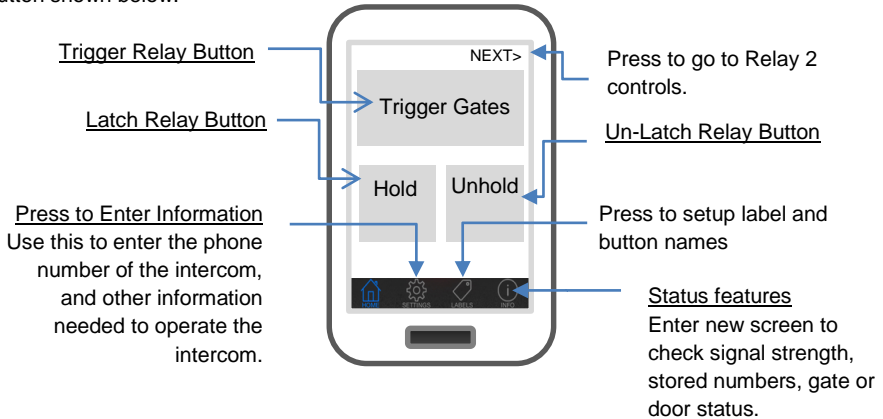 button shown below.
Trigger Relay Button
NEXT>
Press to go to Relay 2
controls.
Trigger Gates
Latch Relay Button
Un-Latch Relay Button
Hold
Unhold
Press to Enter Information
Use this to enter the phone
number of the intercom,
and other information
needed to operate the
intercom.
Press to setup label and
button names
HOME
SETTINGS
LABELS
INFO
Status features
Enter new screen to
check signal strength,
stored numbers, gate or
door status.